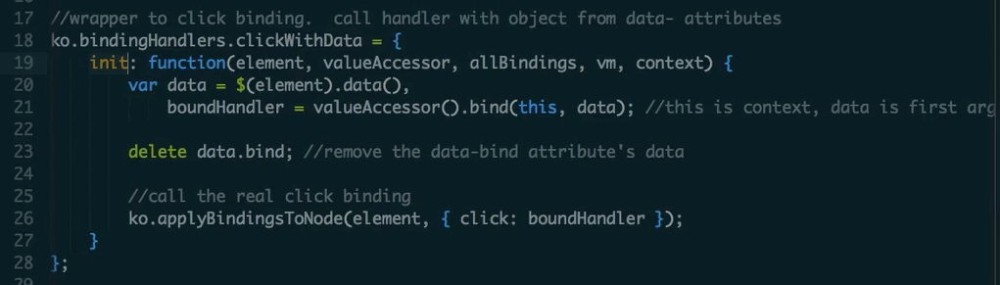 17 //wrapper to click binding.  call handler with object from data- attributes
18 ko.bindingHandlers.clickWithData = {
19     init: function(element, valueAccessor, allBindings, vm, context) {
20         var data = $(element).data(),
21             boundHandler = valueAccessor().bind(this, data); //this is context, data is first arg
22
23         delete data.bind; //remove the data-bind attribute's data
24
25         //call the real click binding
26         ko.applyBindingsToNode(element, { click: boundHandler });
27     }
28 };